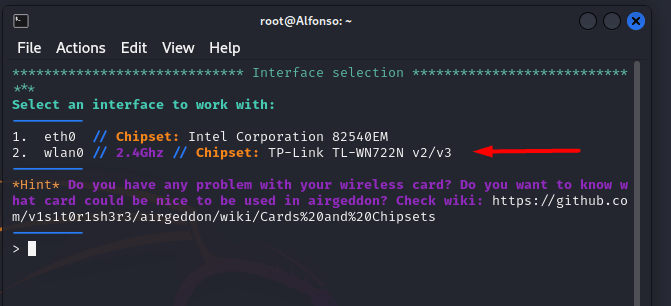 root@Alfonso: ~
File Actions Edit View Help
***************************** Interface selection ***************************
***
Select an interface to work with:
---------
1.  eth0  // Chipset: Intel Corporation 82540EM
2.  wlan0 // 2.4Ghz // Chipset: TP-Link TL-WN722N v2/v3
---------
*Hint* Do you have any problem with your wireless card? Do you want to know w
hat card could be nice to be used in airgeddon? Check wiki: https://github.co
m/v1s1t0r1sh3r3/airgeddon/wiki/Cards%20and%20Chipsets
---------
>